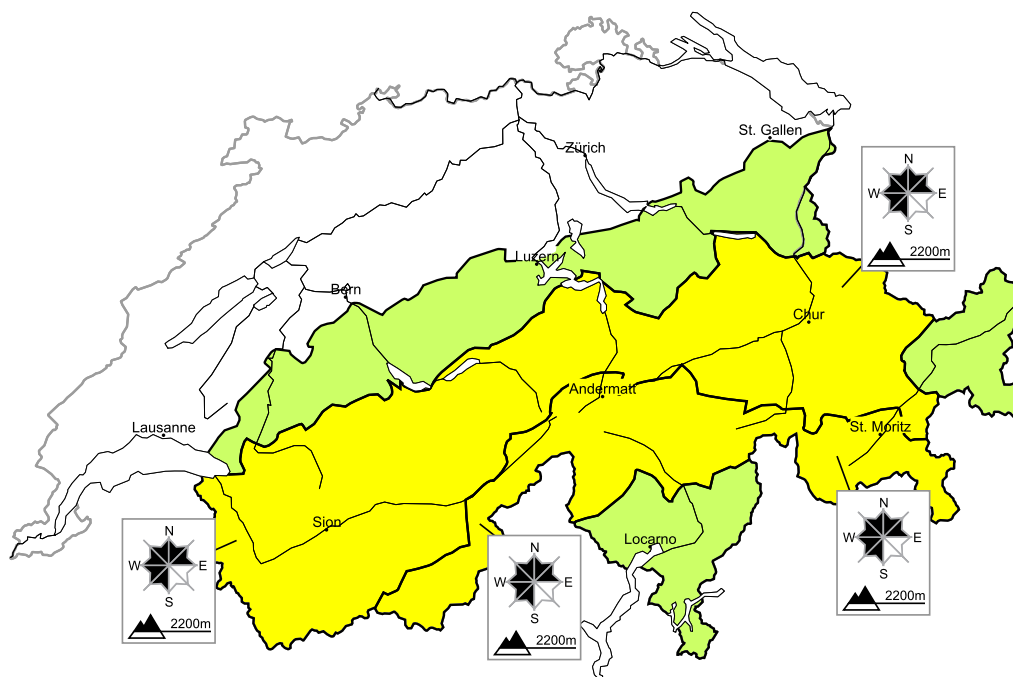 St. Gallen
Zürich
N
W E
S
2200m
Luzern
Bern
Chur
Andermatt
Lausanne
St. Moritz
Sion
Locarno
N
W E
S
2200m
N
W E
S
2200m
N
W E
S
2200m